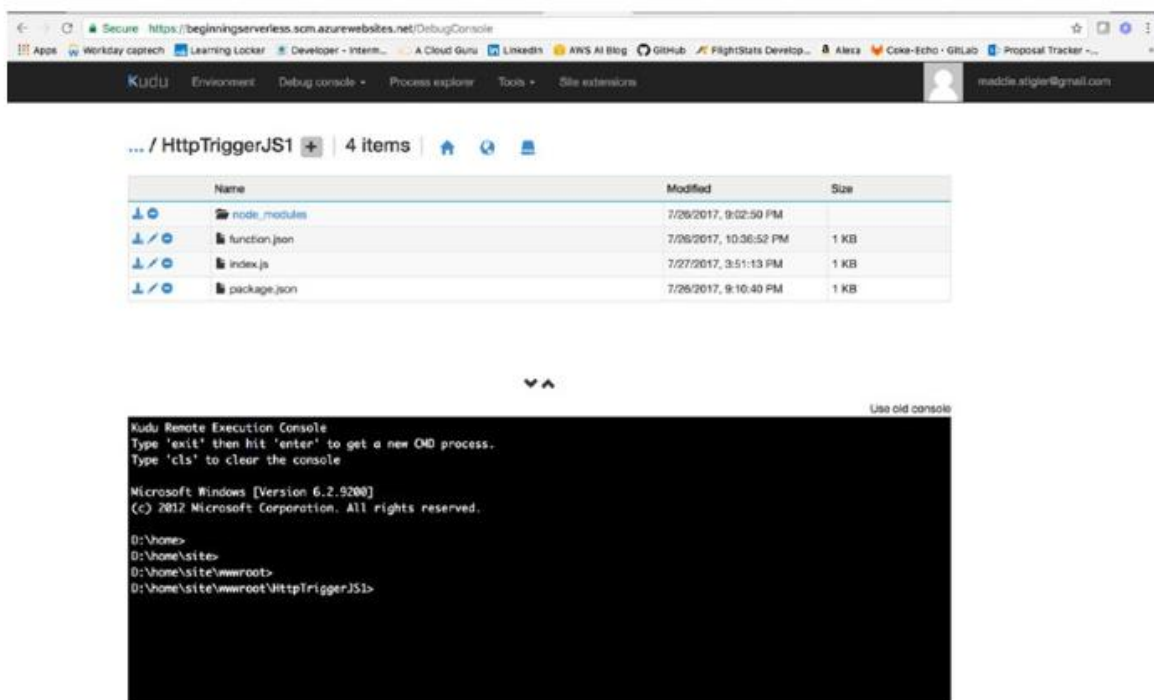 Secure https://beginningserverless.scm.azurewebsites.net/DebugConsole
Apps Workday captech Learning Locker Developer - Interm... A Cloud Guru LinkedIn AWS AI Blog GitHub FlightStats Develop... Alexa Coke-Echo · GitLab Proposal Tracker -...
Kudu Environment Debug console Process explorer Tools Site extensions maddie.stigler@gmail.com
... / HttpTriggerJS1 + | 4 items
Name Modified Size
node_modules 7/26/2017, 9:02:50 PM
function.json 7/26/2017, 10:36:52 PM 1 KB
index.js 7/27/2017, 3:51:13 PM 1 KB
package.json 7/26/2017, 9:10:40 PM 1 KB
Use old console
Kudu Remote Execution Console
Type 'exit' then hit 'enter' to get a new CMD process.
Type 'cls' to clear the console
Microsoft Windows [Version 6.2.9200]
(c) 2012 Microsoft Corporation. All rights reserved.
D:\home>
D:\home\site>
D:\home\site\wwwroot>
D:\home\site\wwwroot\HttpTriggerJS1>